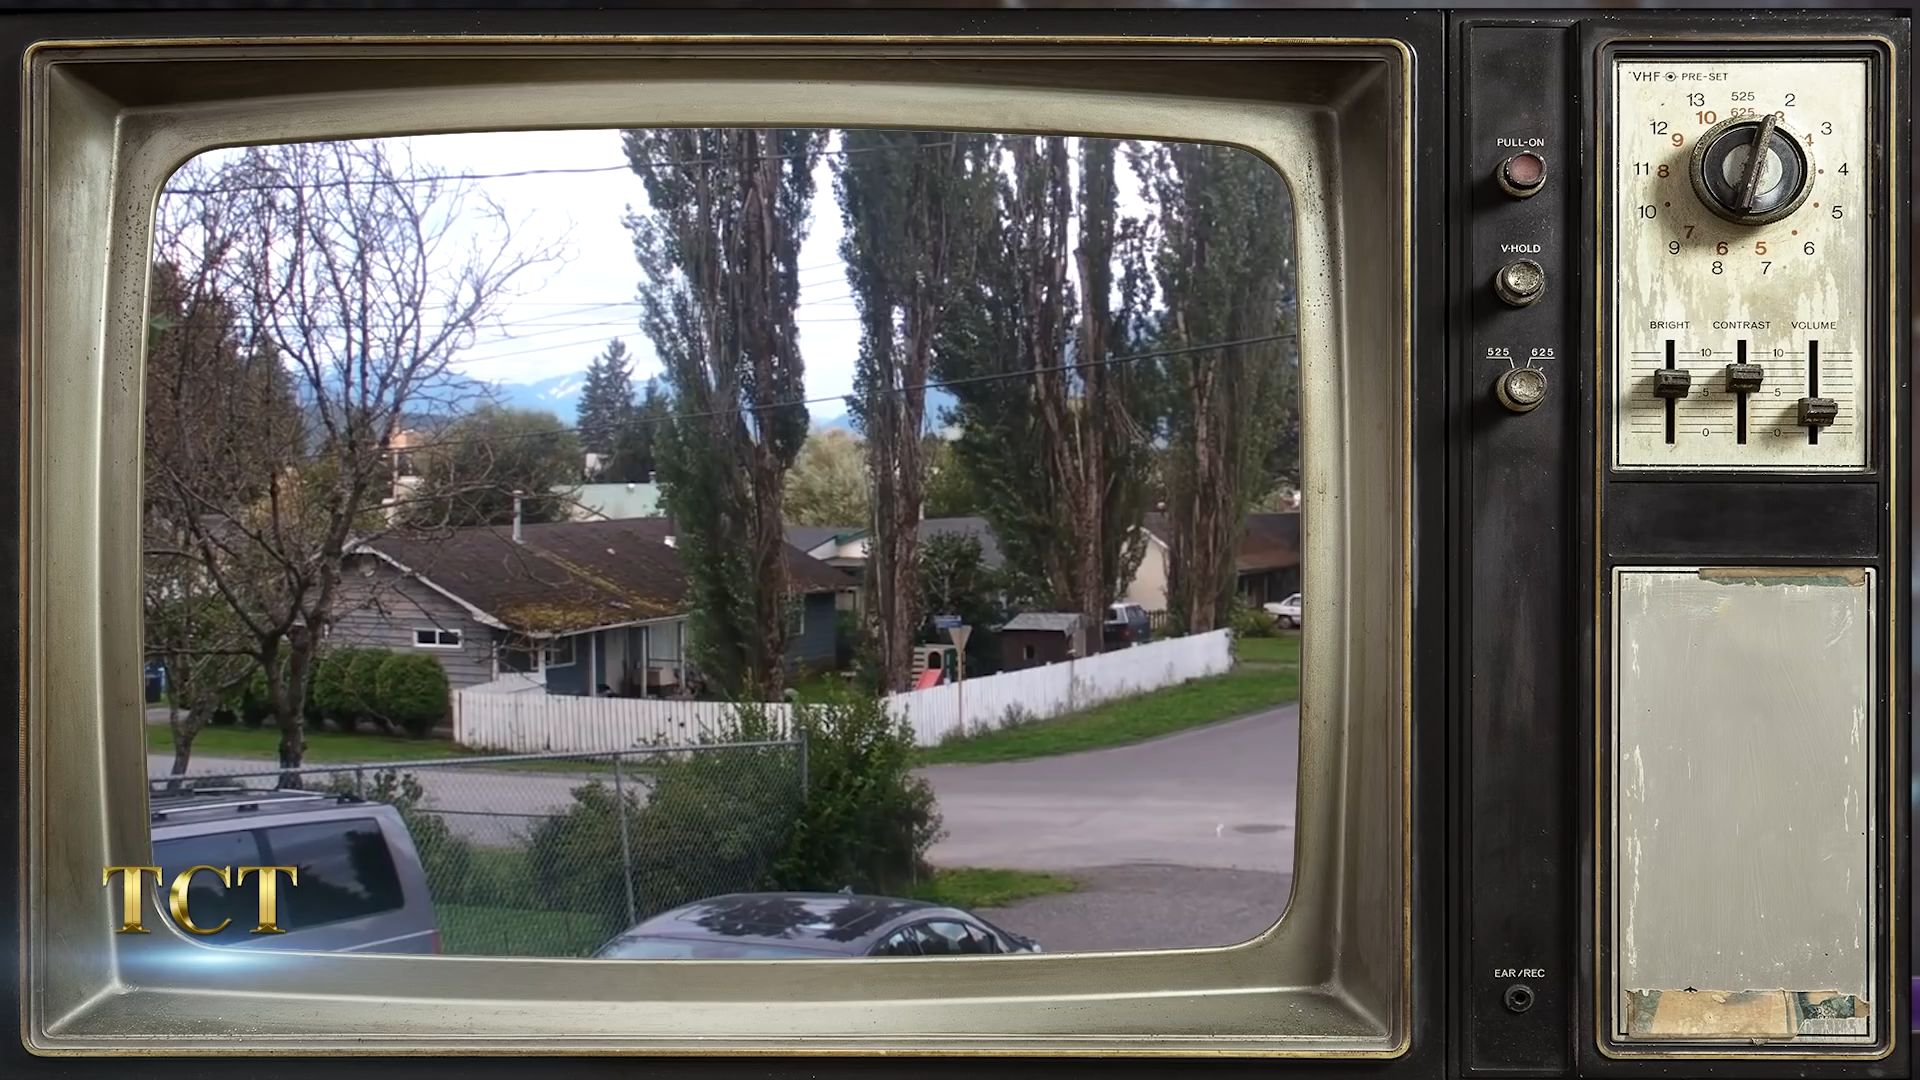 VHF PRE-SET
13 525 2
10 625 3
12 9 3
4
11 8 4
10 5
9 7 6
6 5
8 7
PULL-ON
V-HOLD
525 625
BRIGHT CONTRAST VOLUME
10 10
5 5
0 0
TCT
EAR/REC